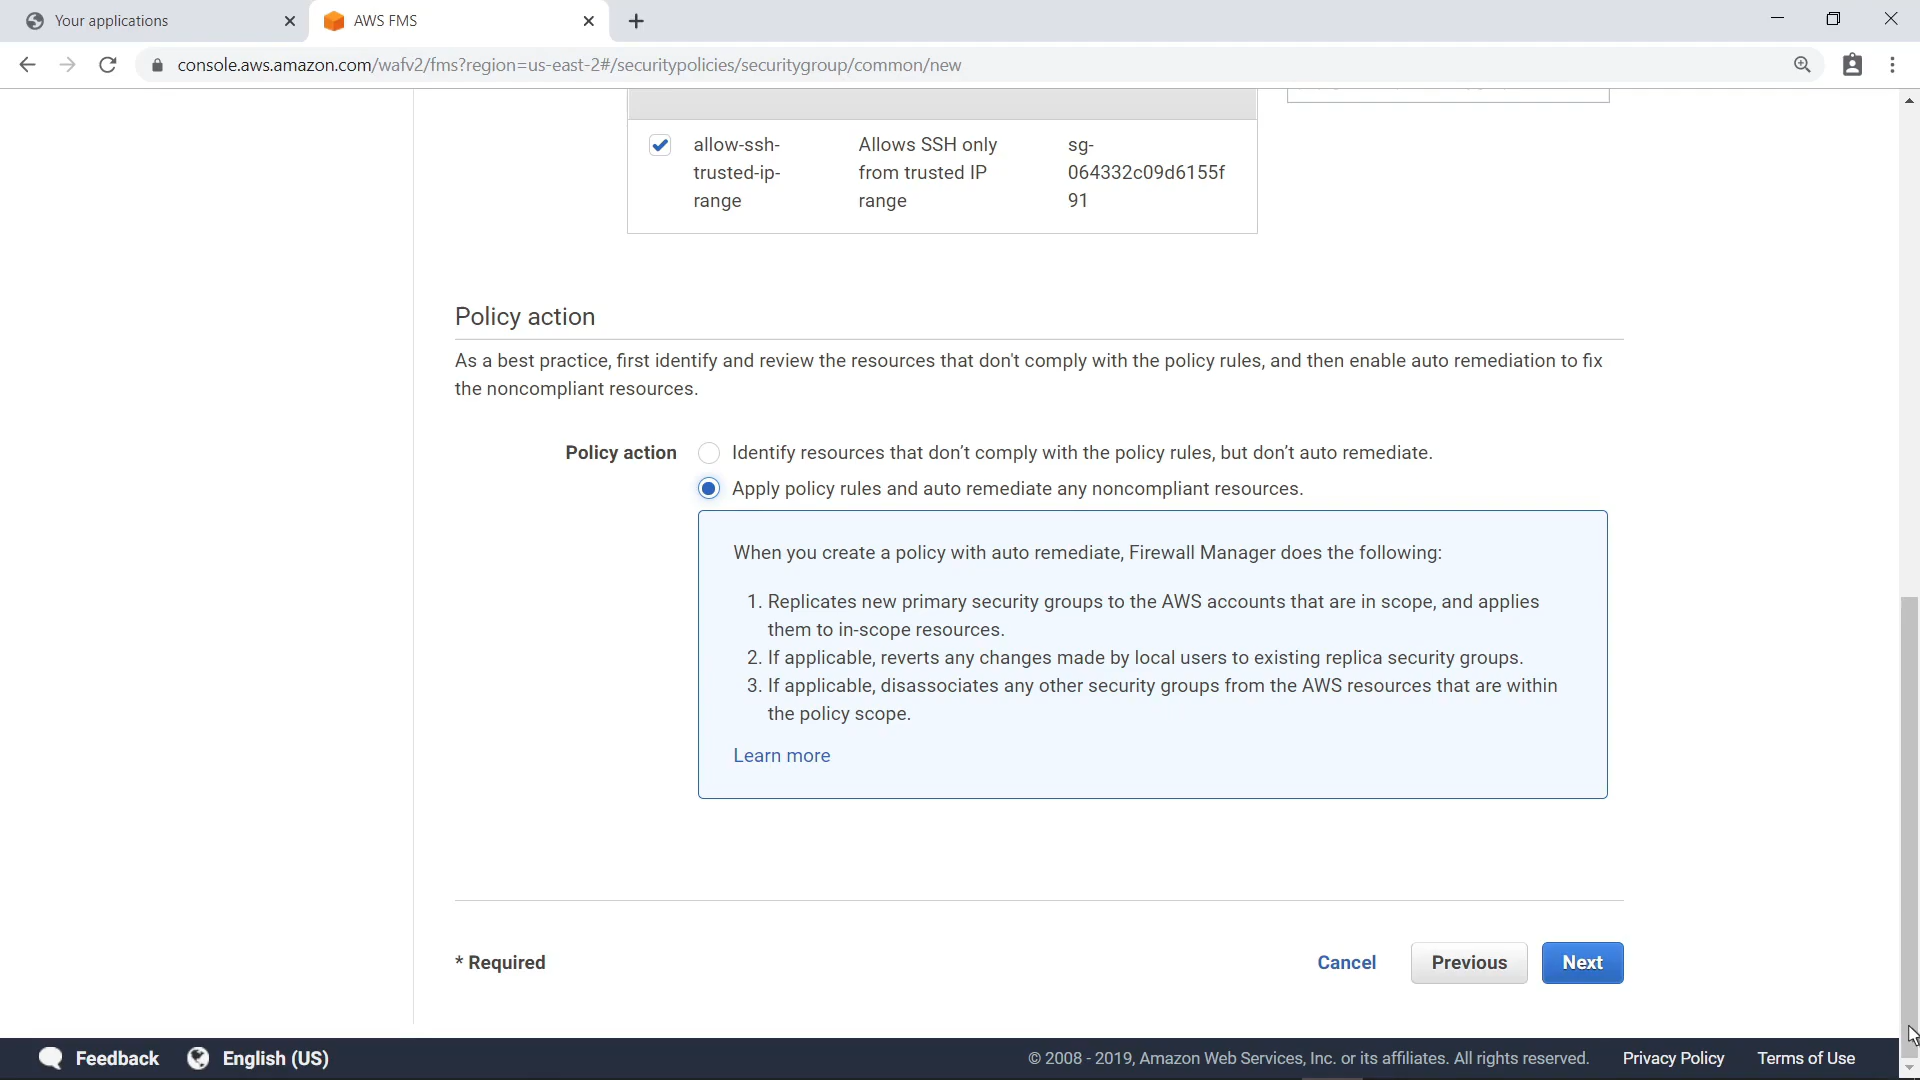 Your applications
AWS FMS
console.aws.amazon.com/wafv2/fms?region=us-east-2#/securitypolicies/securitygroup/common/new
allow-ssh-
trusted-ip-
range
Allows SSH only
from trusted IP
range
sg-
064332c09d6155f
91
Policy action
As a best practice, first identify and review the resources that don't comply with the policy rules, and then enable auto remediation to fix
the noncompliant resources.
Policy action
Identify resources that don’t comply with the policy rules, but don’t auto remediate.
Apply policy rules and auto remediate any noncompliant resources.
When you create a policy with auto remediate, Firewall Manager does the following:
1. Replicates new primary security groups to the AWS accounts that are in scope, and applies
them to in-scope resources.
2. If applicable, reverts any changes made by local users to existing replica security groups.
3. If applicable, disassociates any other security groups from the AWS resources that are within
the policy scope.
Learn more
* Required
Cancel
Previous
Next
Feedback
English (US)
© 2008 - 2019, Amazon Web Services, Inc. or its affiliates. All rights reserved.
Privacy Policy
Terms of Use